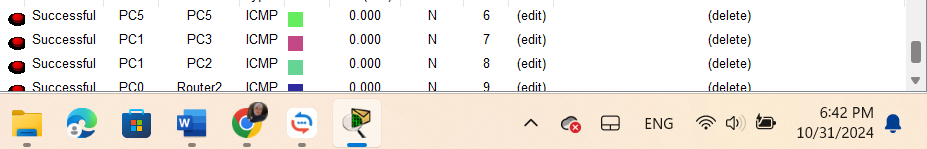 Successful PC5 PC5 ICMP 0.000 N 6 (edit) (delete)
Successful PC1 PC3 ICMP 0.000 N 7 (edit) (delete)
Successful PC1 PC2 ICMP 0.000 N 8 (edit) (delete)
Successful PC0 Router2 ICMP 0.000 N 9 (edit) (delete)
ENG
6:42 PM
10/31/2024